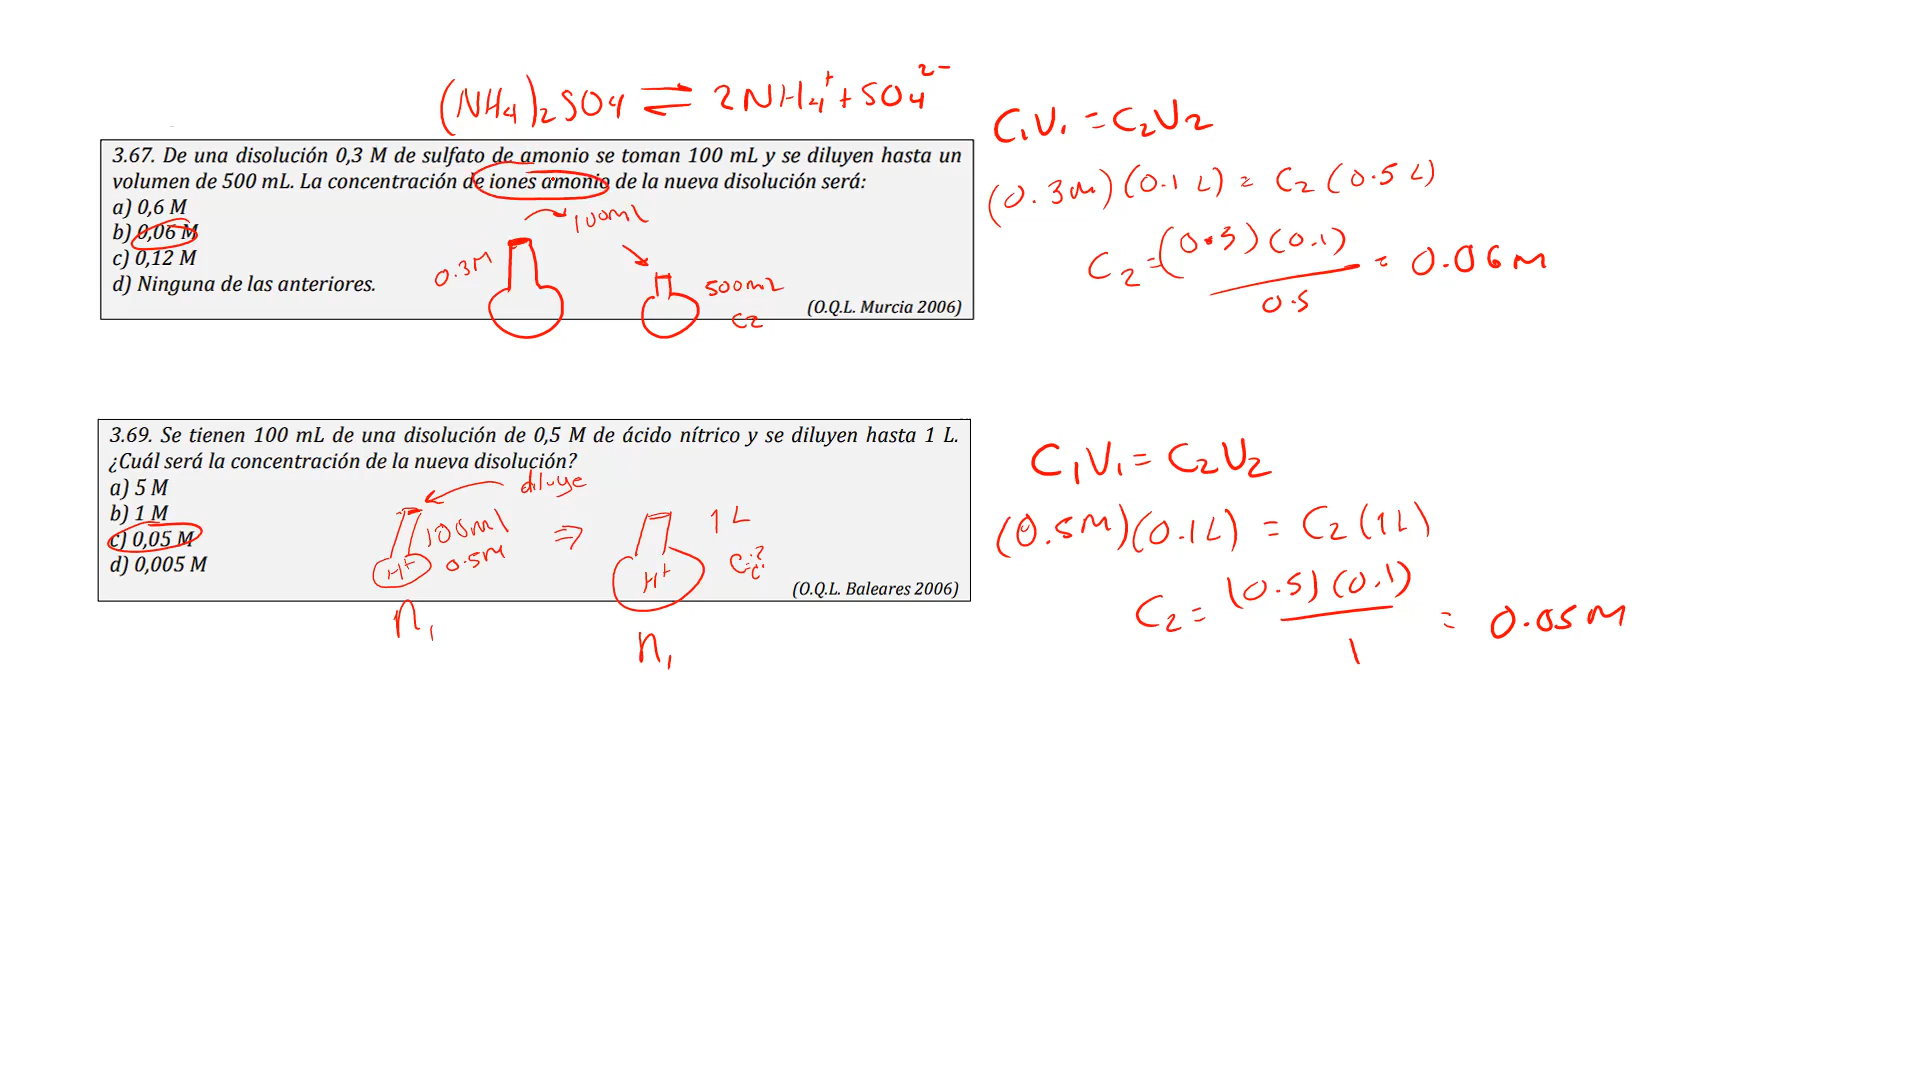 (NH4)2SO4 ⇌ 2NH4+ + SO4 2-
3.67. De una disolución 0,3 M de sulfato de amonio se toman 100 mL y se diluyen hasta un
volumen de 500 mL. La concentración de iones amonio de la nueva disolución será:
a) 0,6 M
b) 0,06 M
c) 0,12 M
d) Ninguna de las anteriores.
(O.Q.L. Murcia 2006)
100ml
0.3M
500ml
C2
C1V1 = C2V2
(0.3M)(0.1 L) = C2 (0.5 L)
C2 = (0.3)(0.1) = 0.06M
0.5
3.69. Se tienen 100 mL de una disolución de 0,5 M de ácido nítrico y se diluyen hasta 1 L.
¿Cuál será la concentración de la nueva disolución?
a) 5 M
b) 1 M
c) 0,05 M
d) 0,005 M
(O.Q.L. Baleares 2006)
diluye
100ml
0.5M
H+
n1
⇒
1 L
H+
n1
C1V1 = C2V2
(0.5M)(0.1L) = C2 (1L)
C2 = (0.5)(0.1) = 0.05M
1